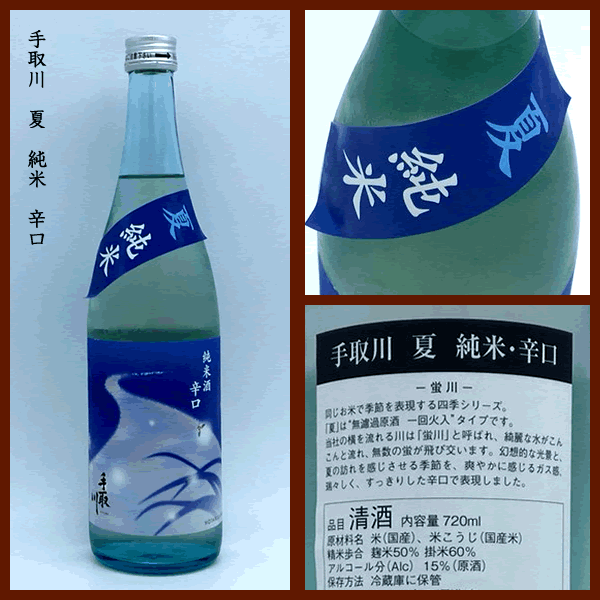 手取川 夏 純米 辛口
夏
純米
純米酒
辛口
手取川
夏
純米
手取川 夏 純米・辛口
─蛍川─
同じお米で季節を表現する四季シリーズ。
「夏」は“無濾過原酒 一回火入”タイプです。
当社の横を流れる川は「蛍川」と呼ばれ、綺麗な水がこん
こんと流れ、無数の蛍が飛び交います。幻想的な光景と、
夏の訪れを感じさせる季節を、爽やかに感じるガス感、
瑞々しく、すっきりした辛口で表現しました。
品目 清酒 内容量 720ml
原材料名 米(国産)、米こうじ(国産米)
精米歩合 麹米50% 掛米60%
アルコール分(Alc) 15%(原酒)
保存方法 冷蔵庫に保管